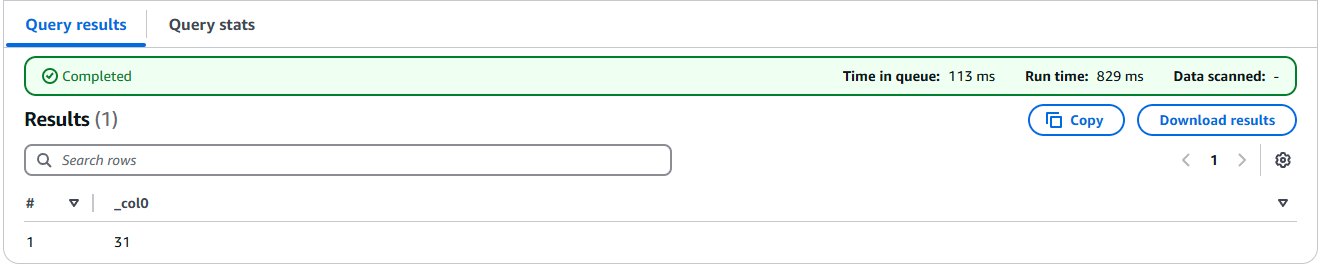 Query results Query stats
Completed Time in queue: 113 ms Run time: 829 ms Data scanned: -
Results (1) Copy Download results
Search rows 1
# _col0
1 31